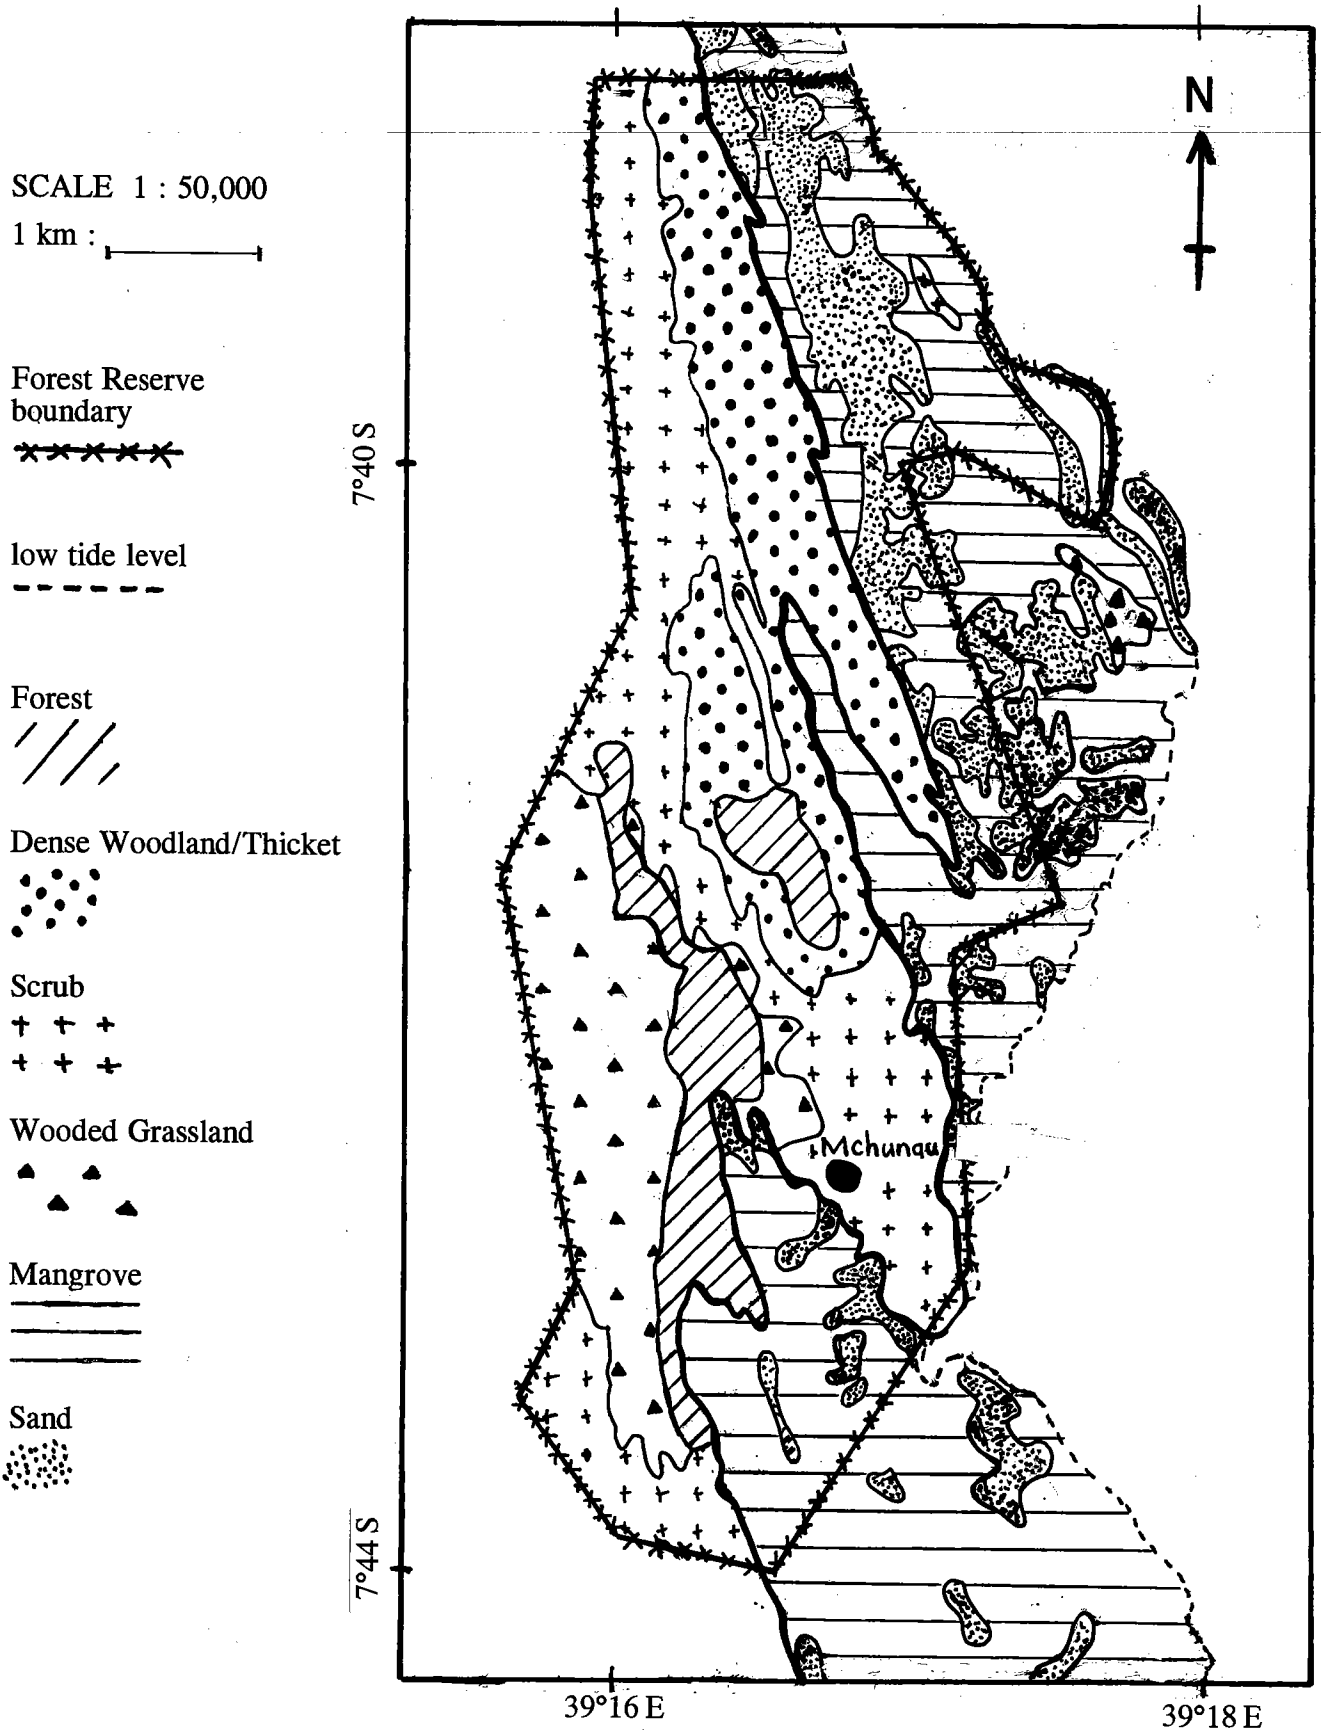 N
SCALE 1 : 50,000
1 km :
Forest Reserve
boundary
7°40 S
low tide level
Forest
Dense Woodland/Thicket
Scrub
Wooded Grassland
Mchungu
Mangrove
Sand
7°44 S
39°16 E
39°18 E